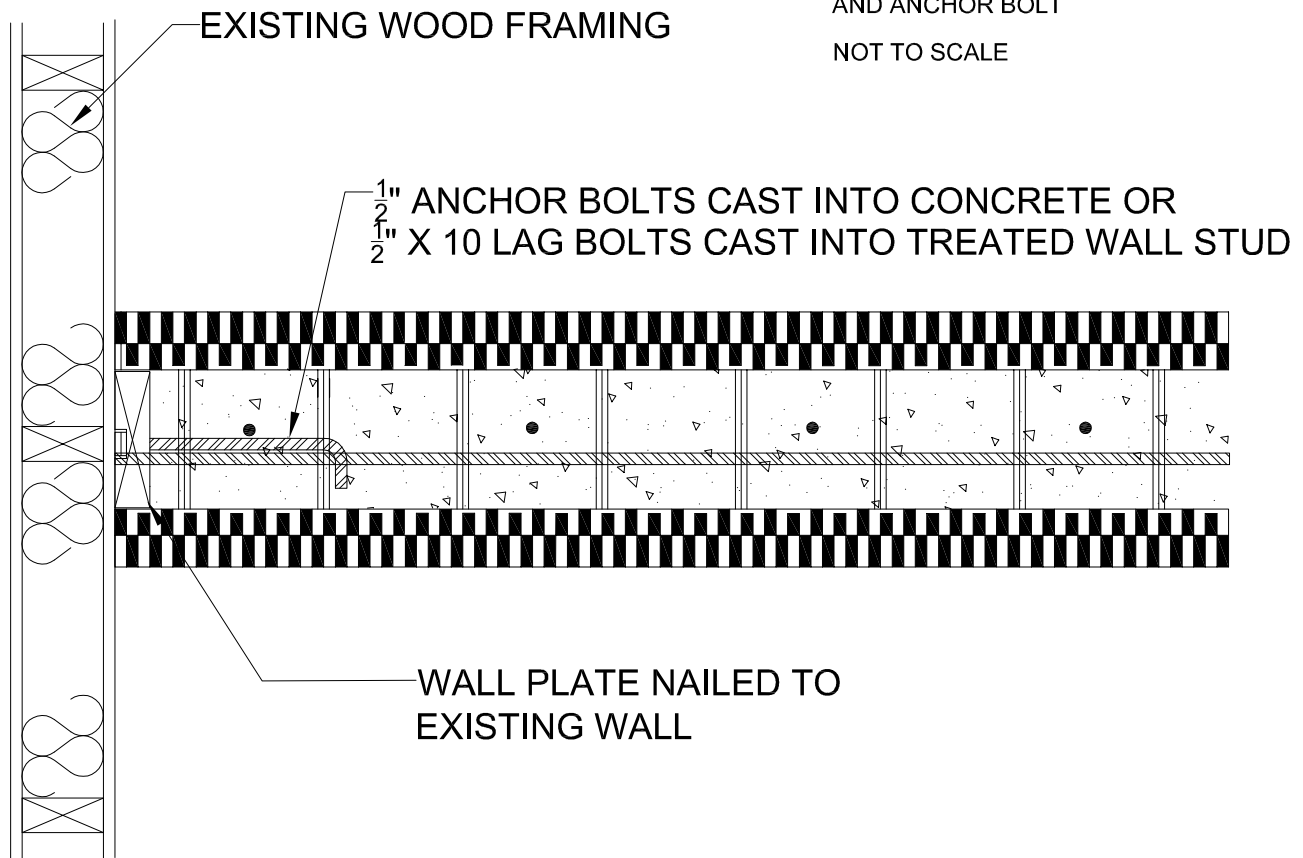 EXISTING WOOD FRAMING
AND ANCHOR BOLT
NOT TO SCALE
1/2" ANCHOR BOLTS CAST INTO CONCRETE OR
1/2" X 10 LAG BOLTS CAST INTO TREATED WALL STUD
WALL PLATE NAILED TO
EXISTING WALL